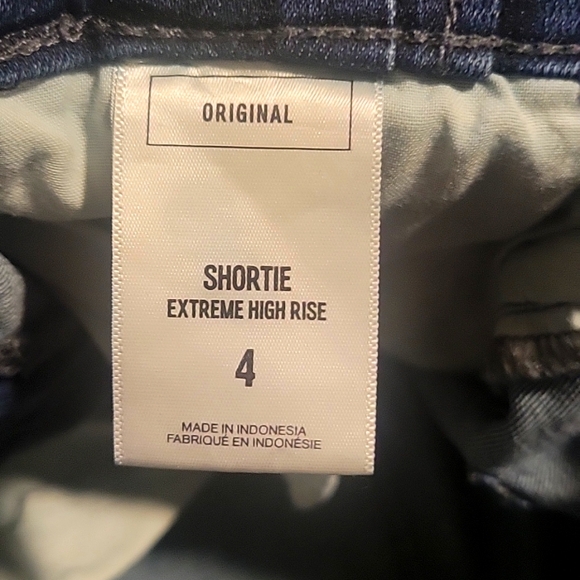 ORIGINAL
SHORTIE
EXTREME HIGH RISE
4
MADE IN INDONESIA
FABRIQUÉ EN INDONÉSIE